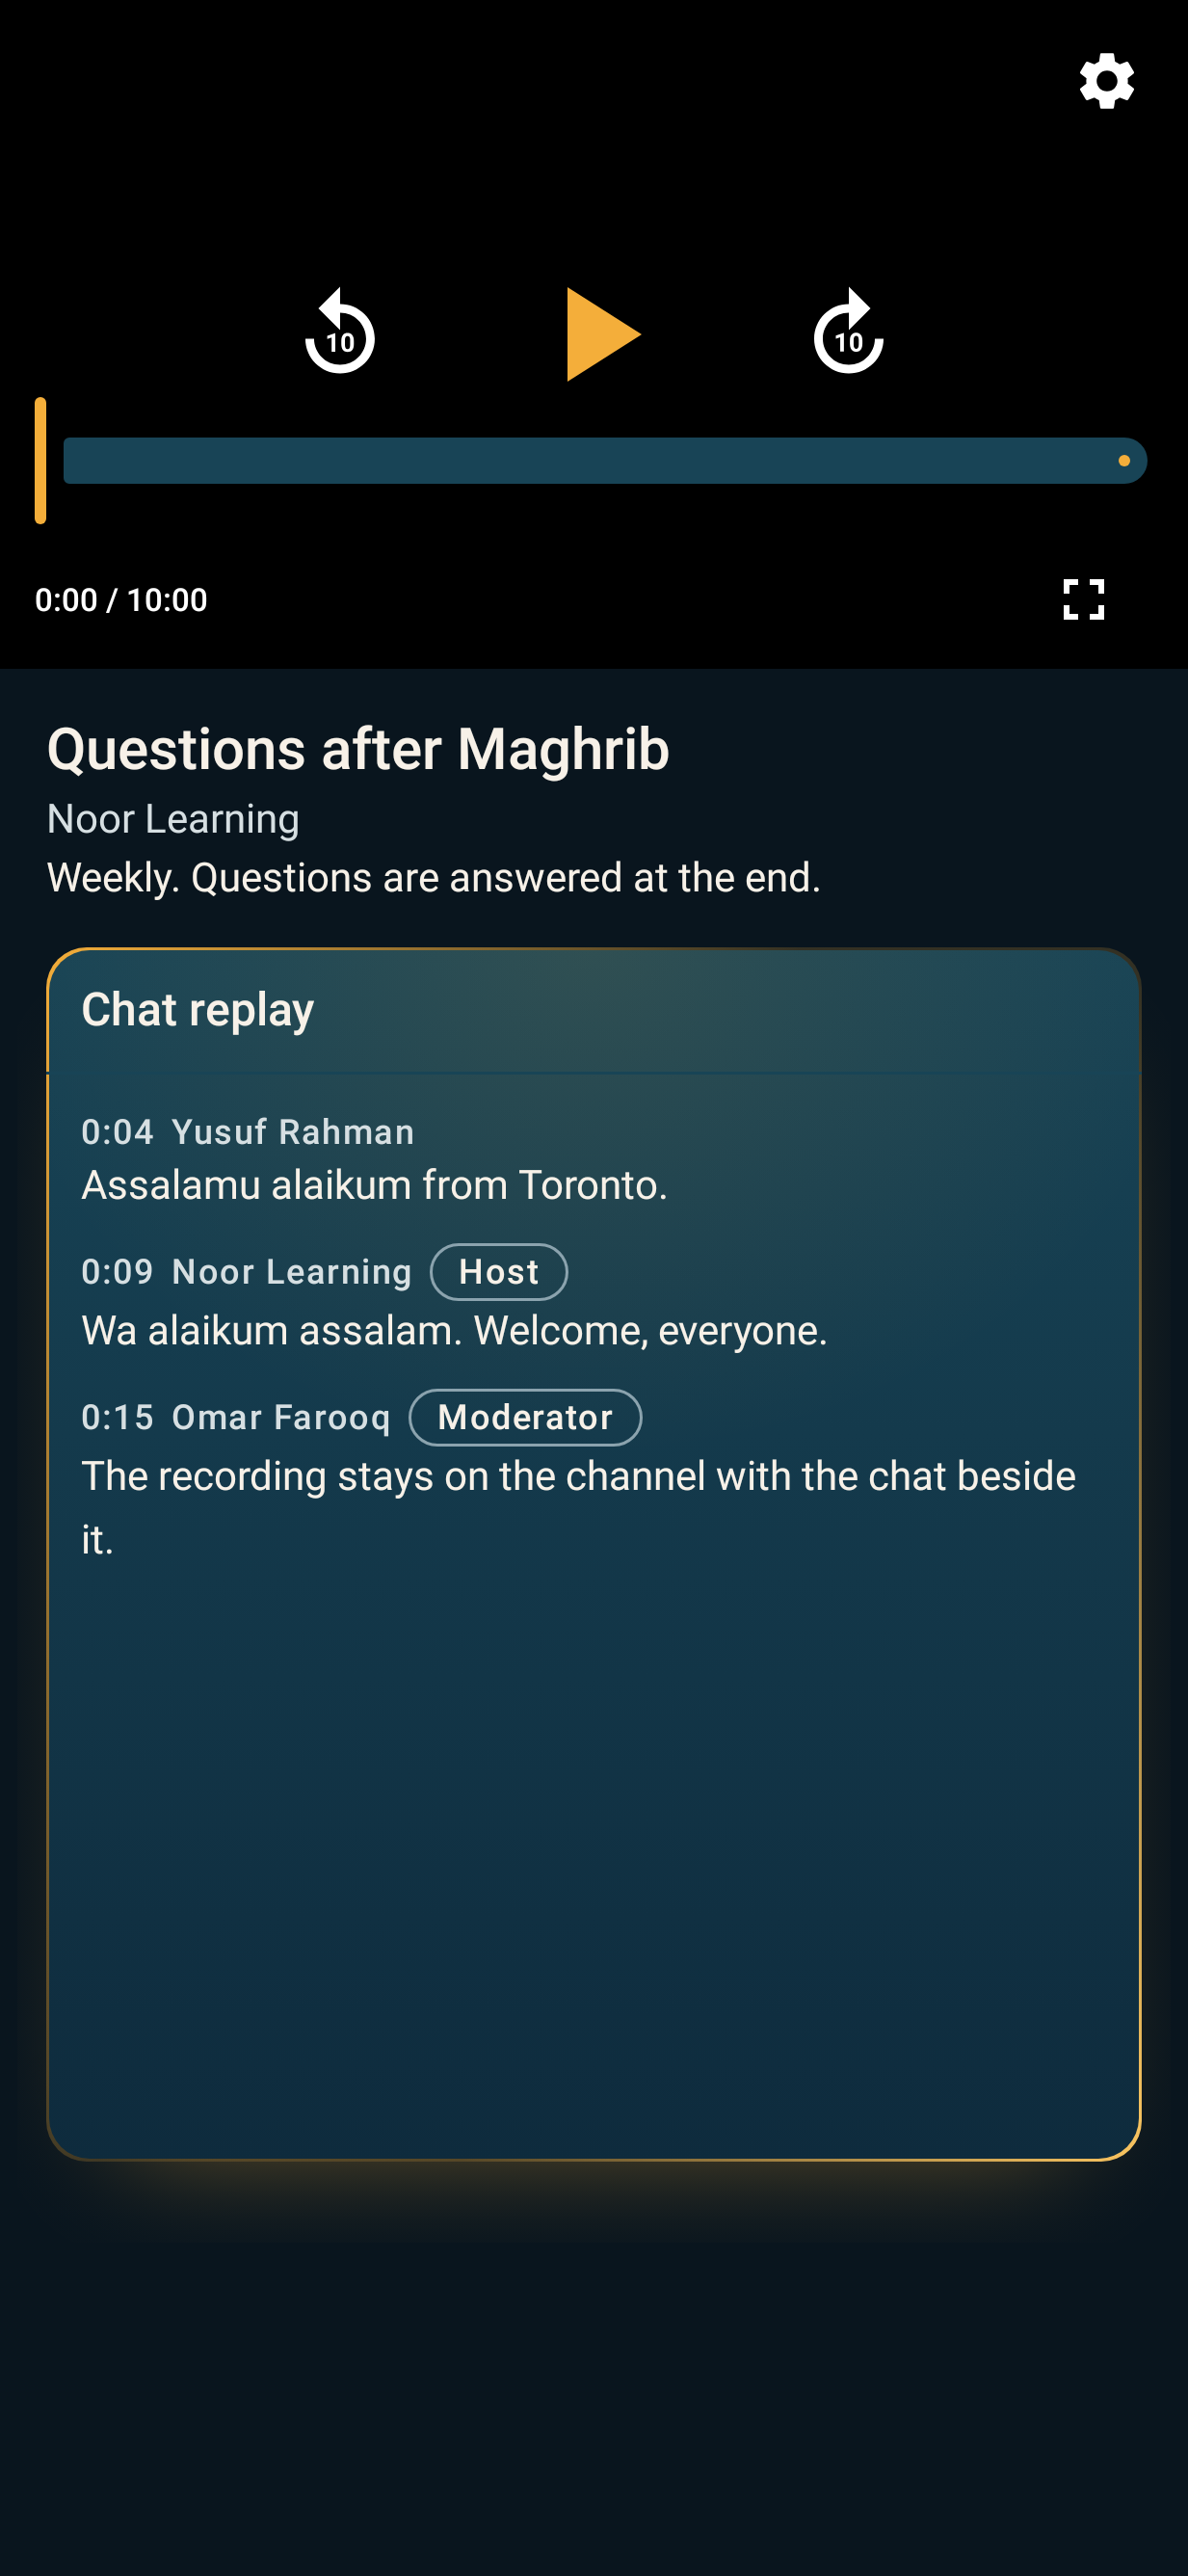 10
10
0:00 / 10:00
Questions after Maghrib
Noor Learning
Weekly. Questions are answered at the end.
Chat replay
0:04 Yusuf Rahman
Assalamu alaikum from Toronto.
0:09 Noor Learning Host
Wa alaikum assalam. Welcome, everyone.
0:15 Omar Farooq Moderator
The recording stays on the channel with the chat beside
it.